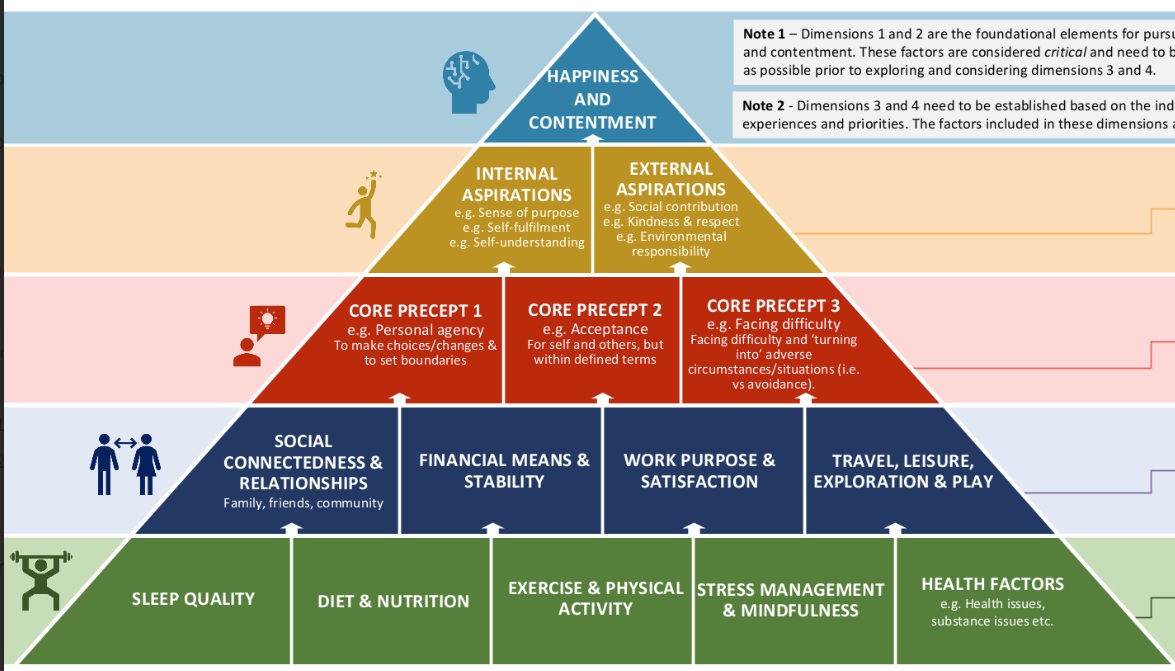 Note 1 – Dimensions 1 and 2 are the foundational elements for
and contentment. These factors are considered critical and need to
as possible prior to exploring and considering dimensions 3 and 4.
Note 2 - Dimensions 3 and 4 need to be established based on the
experiences and priorities. The factors included in these dimensions
HAPPINESS
AND
CONTENTMENT
INTERNAL
ASPIRATIONS
e.g. Sense of purpose
e.g. Self-fulfilment
e.g. Self-understanding
EXTERNAL
ASPIRATIONS
e.g. Social contribution
e.g. Kindness & respect
e.g. Environmental
responsibility
CORE PRECEPT 1
e.g. Personal agency
To make choices/changes &
to set boundaries
CORE PRECEPT 2
e.g. Acceptance
For self and others, but
within defined terms
CORE PRECEPT 3
e.g. Facing difficulty
Facing difficulty and ‘turning
into’ adverse
circumstances/situations (i.e.
vs avoidance).
SOCIAL
CONNECTEDNESS &
RELATIONSHIPS
Family, friends, community
FINANCIAL MEANS &
STABILITY
WORK PURPOSE &
SATISFACTION
TRAVEL, LEISURE,
EXPLORATION & PLAY
SLEEP QUALITY
DIET & NUTRITION
EXERCISE & PHYSICAL
ACTIVITY
STRESS MANAGEMENT
& MINDFULNESS
HEALTH FACTORS
e.g. Health issues,
substance issues etc.